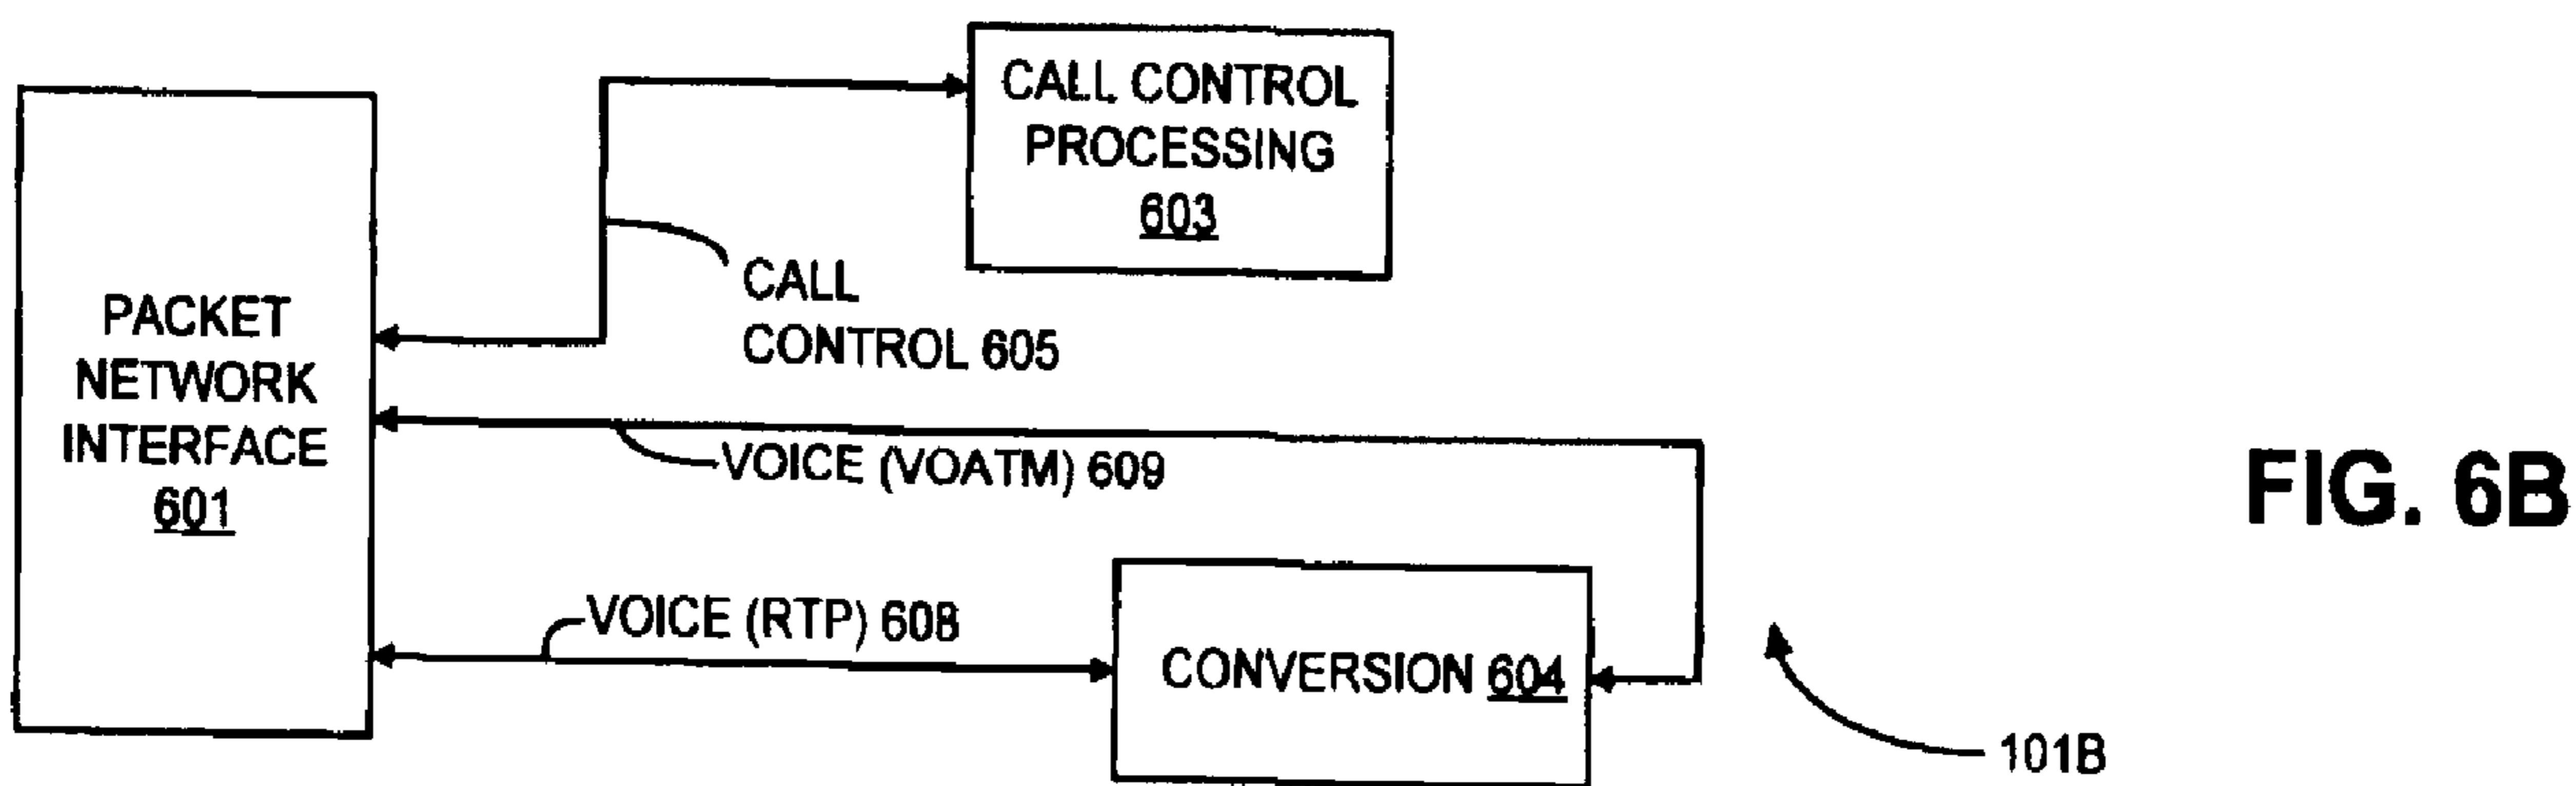 CALL CONTROL
PROCESSING
603
PACKET
NETWORK
INTERFACE
601
CALL
CONTROL 605
VOICE (VOATM) 609
VOICE (RTP) 608
CONVERSION 604
101B
FIG. 6B